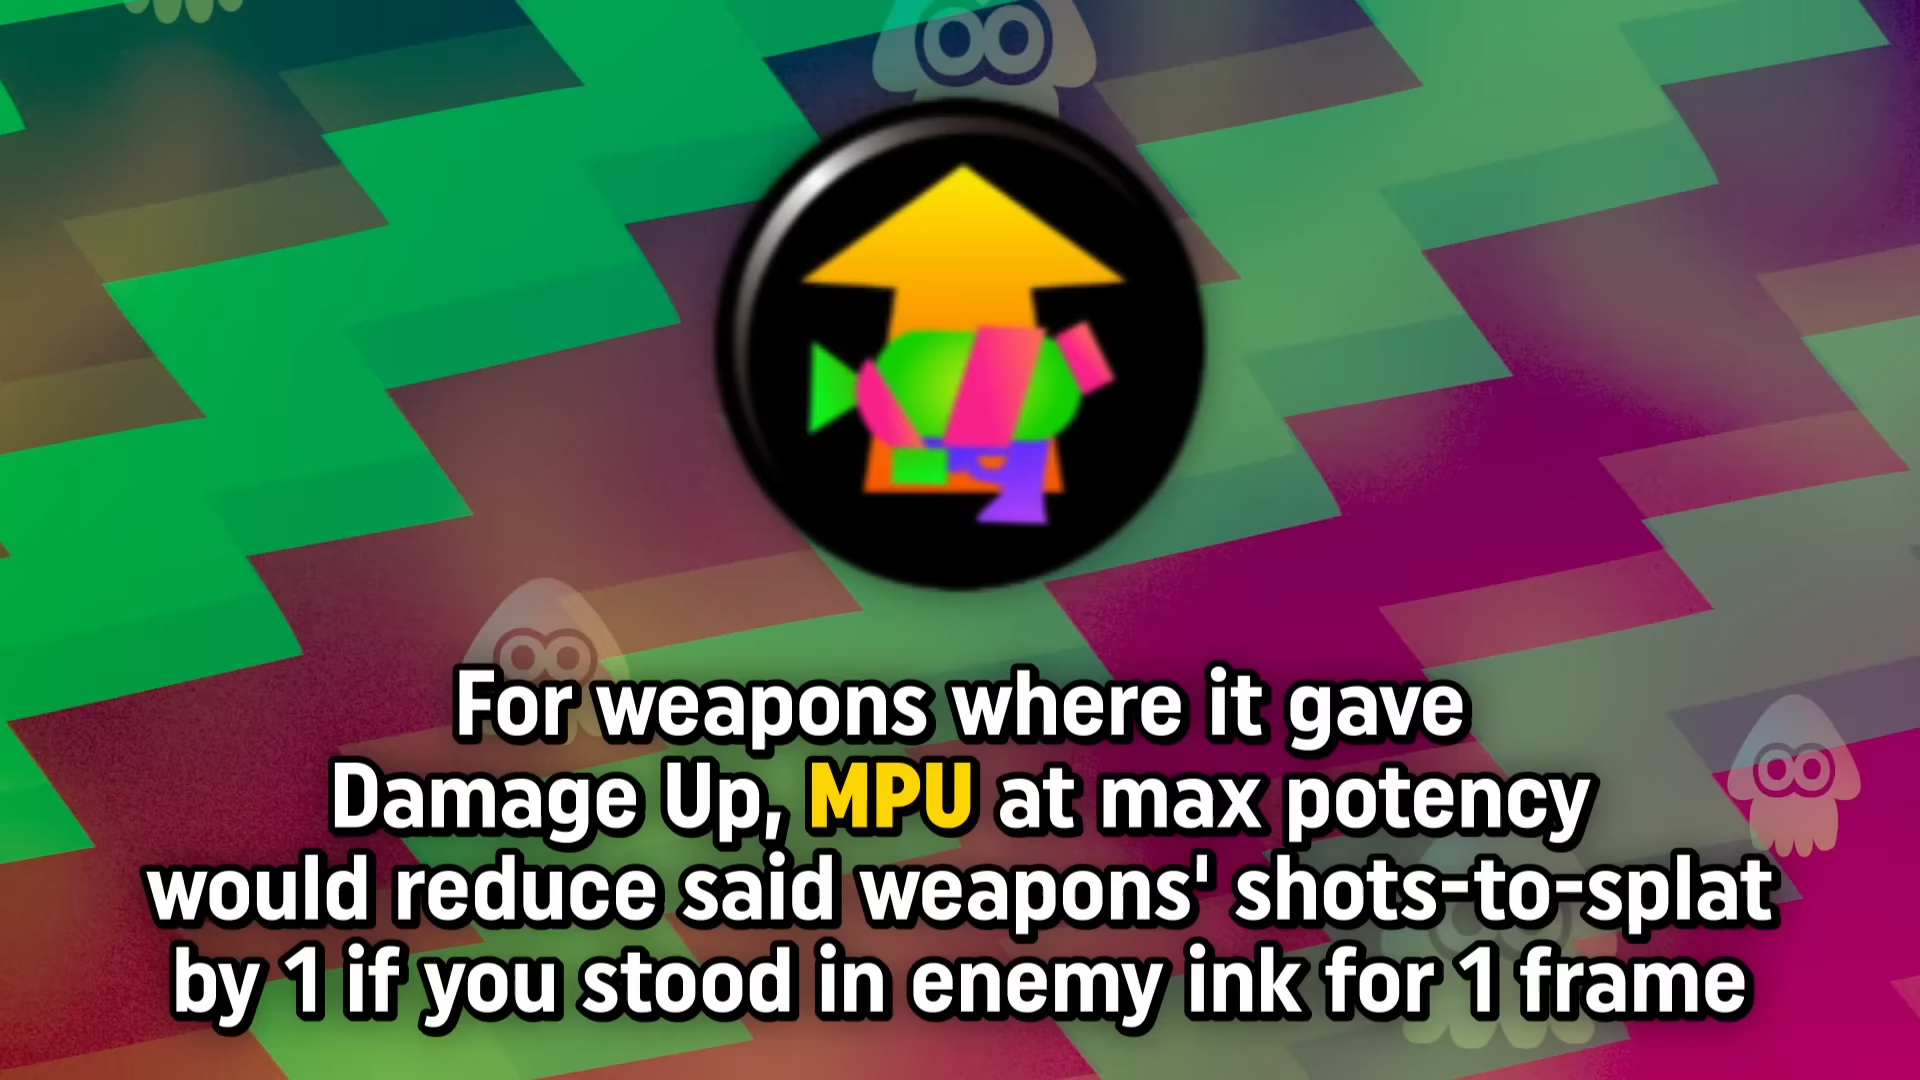 For weapons where it gave
Damage Up, MPU at max potency
would reduce said weapons' shots-to-splat
by 1 if you stood in enemy ink for 1 frame